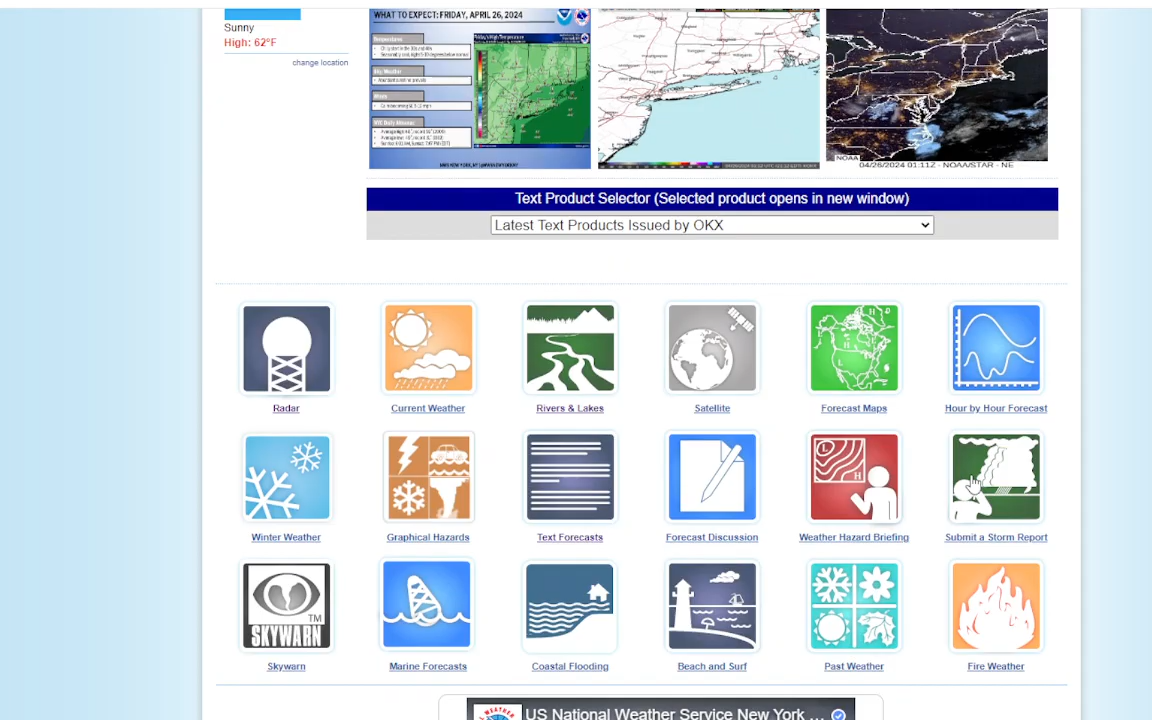 Sunny
High: 62°F
change location
WHAT TO EXPECT: FRIDAY, APRIL 26, 2024
Temperatures
Sky/Weather
Winds
NYC Daily Almanac
NOAA
04/26/2024 01:11Z - NOAA/STAR - NE
Text Product Selector (Selected product opens in new window)
Latest Text Products Issued by OKX
Radar
Current Weather
Rivers & Lakes
Satellite
Forecast Maps
Hour by Hour Forecast
Winter Weather
Graphical Hazards
Text Forecasts
Forecast Discussion
Weather Hazard Briefing
Submit a Storm Report
SKYWARN TM
Skywarn
Marine Forecasts
Coastal Flooding
Beach and Surf
Past Weather
Fire Weather
US National Weather Service New York ...